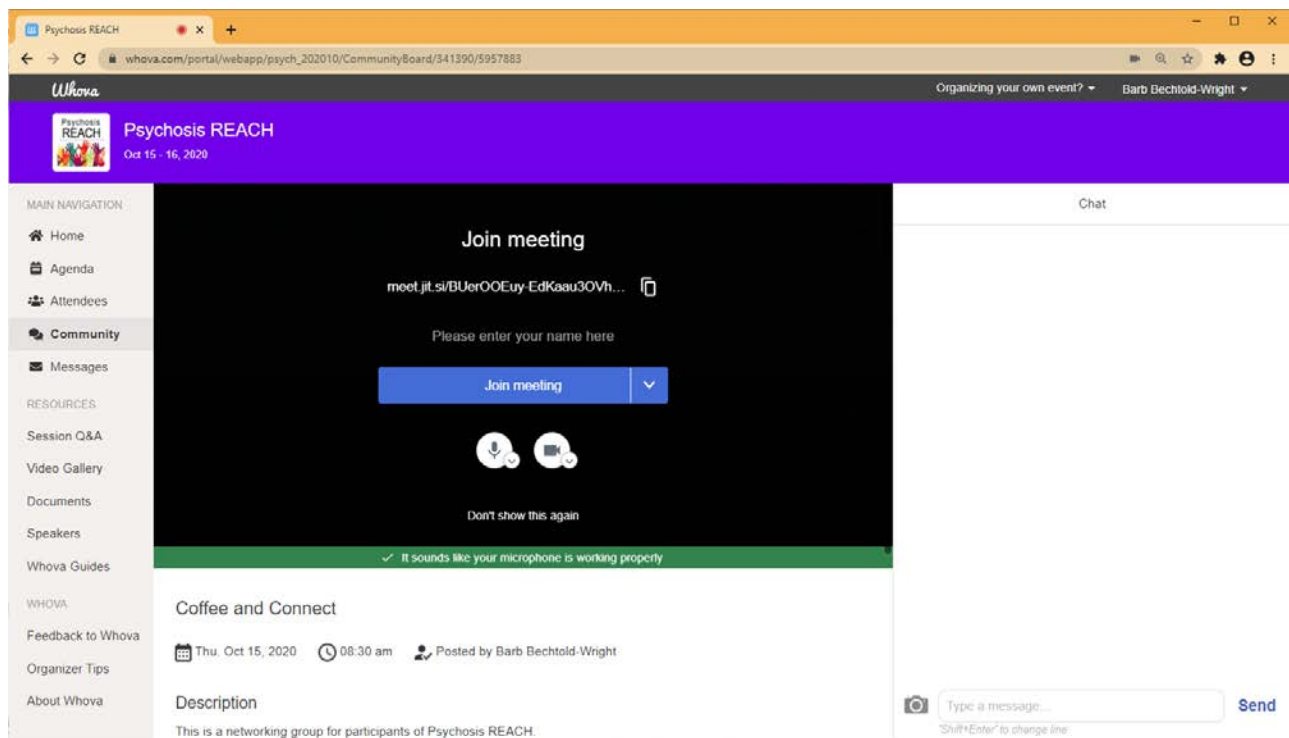 Psychosis REACH
whova.com/portal/webapp/psych_202010/CommunityBoard/341390/5957883
Whova
Organizing your own event?
Barb Bechtold-Wright
Psychosis
REACH
Psychosis REACH
Oct 15 - 16, 2020
MAIN NAVIGATION
Home
Agenda
Attendees
Community
Messages
RESOURCES
Session Q&A
Video Gallery
Documents
Speakers
Whova Guides
WHOVA
Feedback to Whova
Organizer Tips
About Whova
Join meeting
meet.jit.si/BUerOOEuy-EdKaau3OVh...
Please enter your name here
Join meeting
Don't show this again
It sounds like your microphone is working properly
Coffee and Connect
Thu. Oct 15, 2020 08:30 am Posted by Barb Bechtold-Wright
Description
This is a networking group for participants of Psychosis REACH.
Chat
Type a message...
Send
"Shift+Enter" to change line